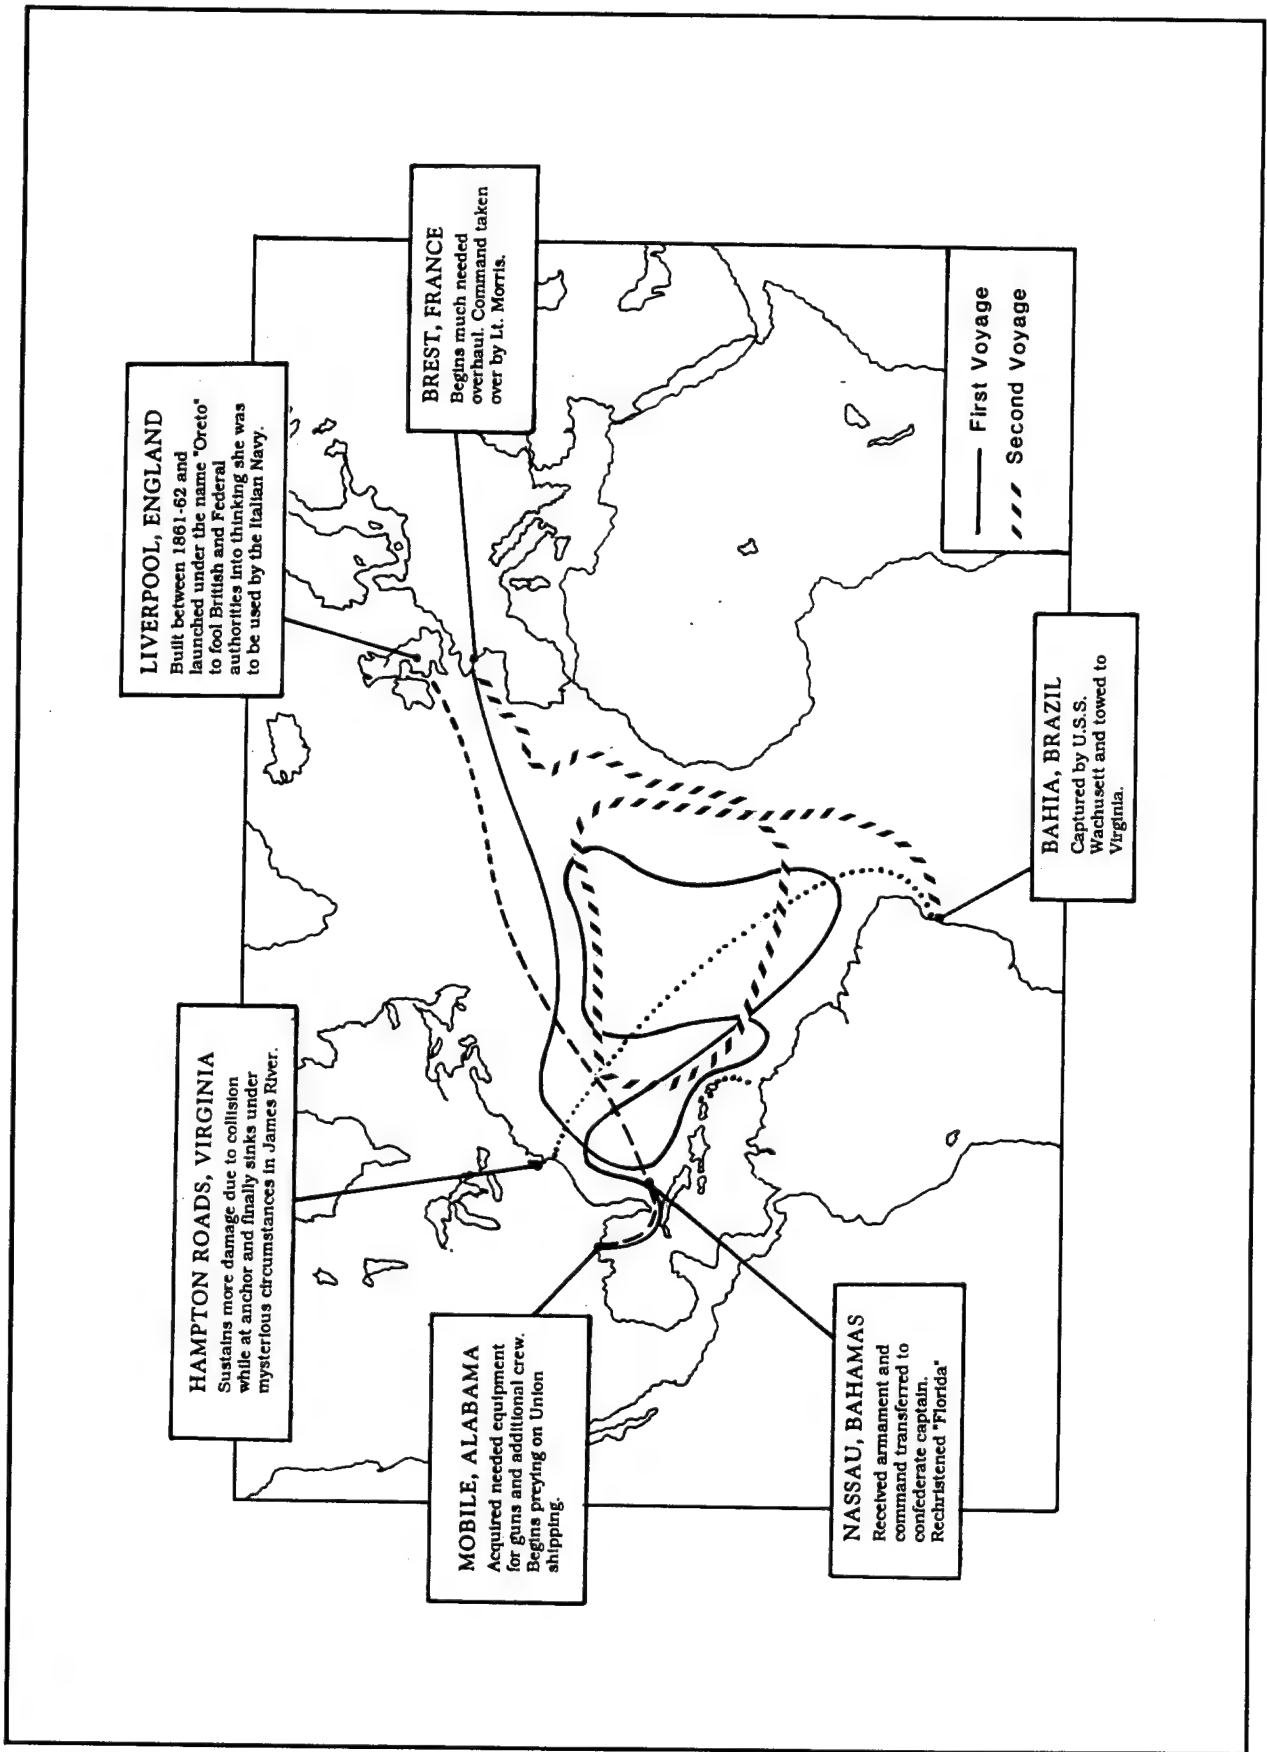 LIVERPOOL, ENGLAND
Built between 1861-62 and
launched under the name "Oreto"
to fool British and Federal
authorities into thinking she was
to be used by the Italian Navy.
HAMPTON ROADS, VIRGINIA
Sustains more damage due to collision
while at anchor and finally sinks under
mysterious circumstances in James River.
BREST, FRANCE
Begins much needed
overhaul. Command taken
over by Lt. Morris.
MOBILE, ALABAMA
Acquired needed equipment
for guns and additional crew.
Begins preying on Union
shipping.
NASSAU, BAHAMAS
Received armament and
command transferred to
confederate captain.
Rechristened "Florida"
BAHIA, BRAZIL
Captured by U.S.S.
Wachusett and towed to
Virginia.
First Voyage
Second Voyage